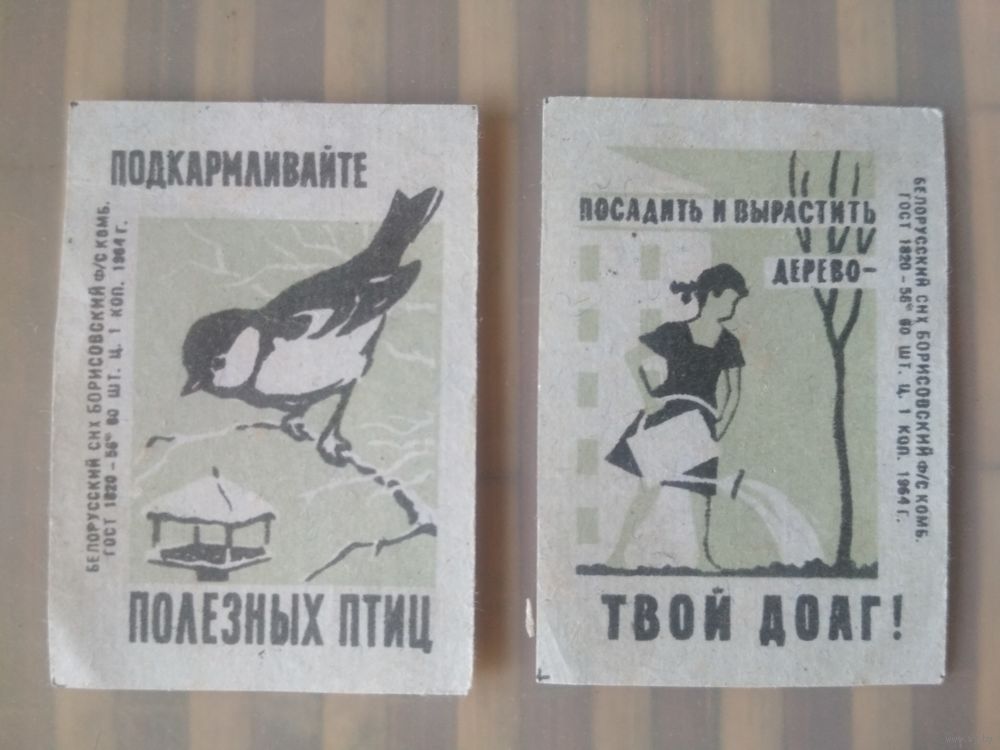 ПОДКАРМЛИВАЙТЕ
БЕЛОРУССКИЙ СНХ БОРИСОВСКИЙ Ф/С КОМБ.
ГОСТ 1820-56 60 ШТ. Ц. 1 КОП. 1964 Г.
ПОЛЕЗНЫХ ПТИЦ
ПОСАДИТЬ И ВЫРАСТИТЬ
ДЕРЕВО-
ТВОЙ ДОЛГ!
БЕЛОРУССКИЙ СНХ БОРИСОВСКИЙ Ф/С КОМБ.
ГОСТ 1820-56 60 ШТ. Ц. 1 КОП. 1964 Г.